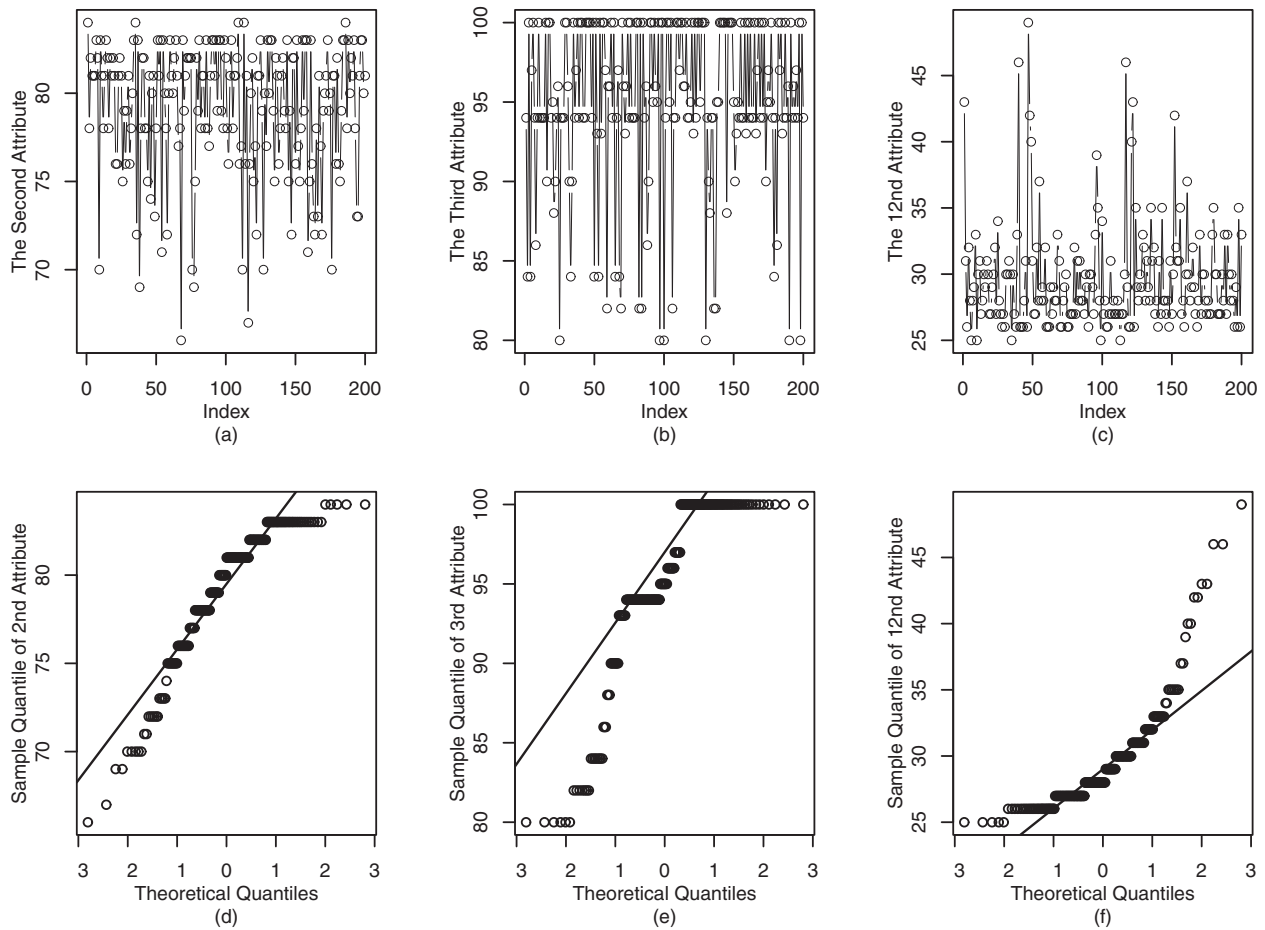 The Second Attribute
70 75 80
0 50 100 150 200
Index
(a)
The Third Attribute
80 85 90 95 100
0 50 100 150 200
Index
(b)
The 12nd Attribute
25 30 35 40 45
0 50 100 150 200
Index
(c)
Sample Quantile of 2nd Attribute
70 75 80
3 2 1 0 1 2 3
Theoretical Quantiles
(d)
Sample Quantile of 3rd Attribute
80 85 90 95 100
3 2 1 0 1 2 3
Theoretical Quantiles
(e)
Sample Quantile of 12nd Attribute
25 30 35 40 45
3 2 1 0 1 2 3
Theoretical Quantiles
(f)